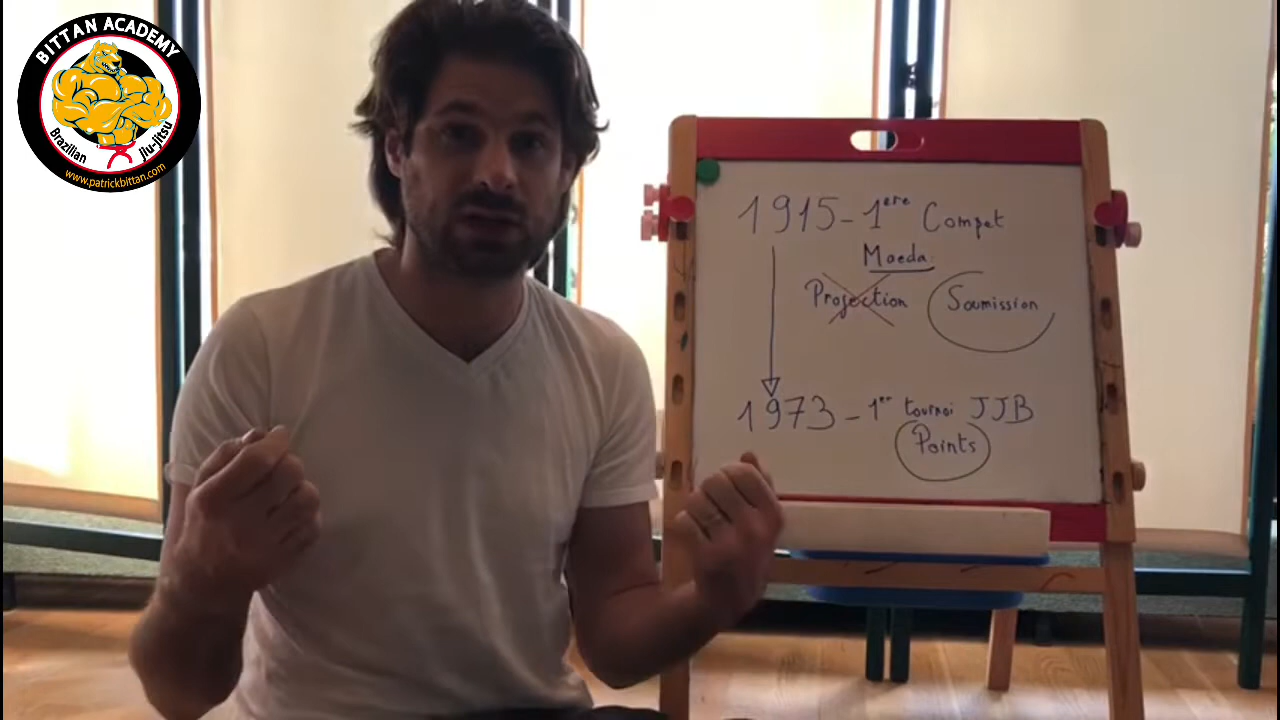 BITTAN ACADEMY
Brazilian Jiu-Jitsu
www.patrickbittan.com
1915 - 1ère Compet
Maeda:
Projection Soumission
1973 - 1er tournoi JJB
Points